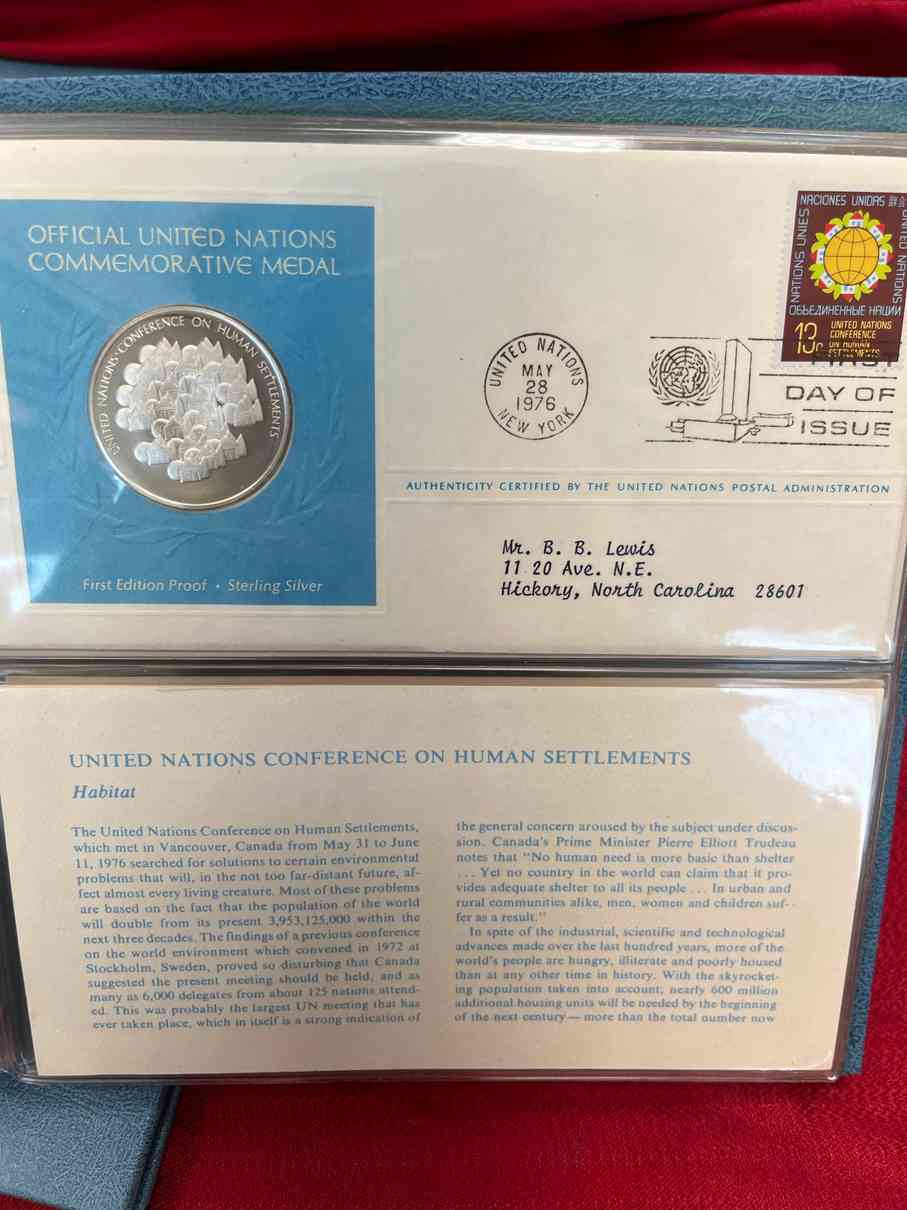 OFFICIAL UNITED NATIONS
COMMEMORATIVE MEDAL
UNITED NATIONS · CONFERENCE ON HUMAN SETTLEMENTS
First Edition Proof • Sterling Silver
NACIONES UNIDAS
NATIONS UNIES
UNITED NATIONS
ОБЪЕДИНЕННЫЕ НАЦИИ
13c
UNITED NATIONS
CONFERENCE
ON HUMAN
SETTLEMENTS
UNITED NATIONS
MAY
28
1976
NEW YORK
FIRST
DAY OF
ISSUE
AUTHENTICITY CERTIFIED BY THE UNITED NATIONS POSTAL ADMINISTRATION
Mr. B. B. Lewis
11 20 Ave. N.E.
Hickory, North Carolina 28601
UNITED NATIONS CONFERENCE ON HUMAN SETTLEMENTS
Habitat
The United Nations Conference on Human Settlements,
which met in Vancouver, Canada from May 31 to June
11, 1976 searched for solutions to certain environmental
problems that will, in the not too far-distant future, af-
fect almost every living creature. Most of these problems
are based on the fact that the population of the world
will double from its present 3,953,125,000 within the
next three decades. The findings of a previous conference
on the world environment which convened in 1972 at
Stockholm, Sweden, proved so disturbing that Canada
suggested the present meeting should be held, and as
many as 6,000 delegates from about 125 nations attend-
ed. This was probably the largest UN meeting that has
ever taken place, which in itself is a strong indication of
the general concern aroused by the subject under discus-
sion. Canada's Prime Minister Pierre Elliott Trudeau
notes that "No human need is more basic than shelter
... Yet no country in the world can claim that it pro-
vides adequate shelter to all its people ... In urban and
rural communities alike, men, women and children suf-
fer as a result."
In spite of the industrial, scientific and technological
advances made over the last hundred years, more of the
world's people are hungry, illiterate and poorly housed
than at any other time in history. With the skyrocket-
ing population taken into account, nearly 600 million
additional housing units will be needed by the beginning
of the next century — more than the total number now